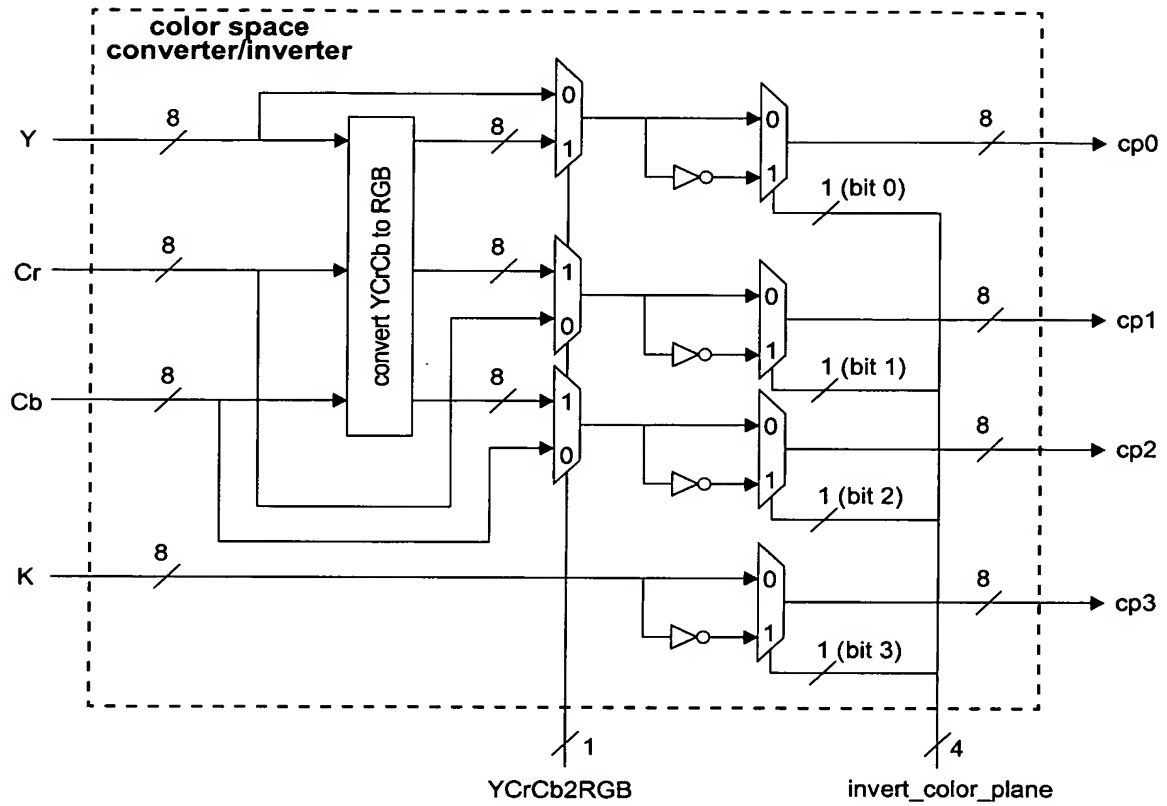 color space
converter/inverter
Y
8
0
8
1
0
1
8
cp0
1 (bit 0)
convert YCrCb to RGB
Cr
8
8
1
0
0
1
8
cp1
1 (bit 1)
Cb
8
8
1
0
0
1
8
cp2
1 (bit 2)
K
8
0
1
8
cp3
1 (bit 3)
1
4
YCrCb2RGB
invert_color_plane